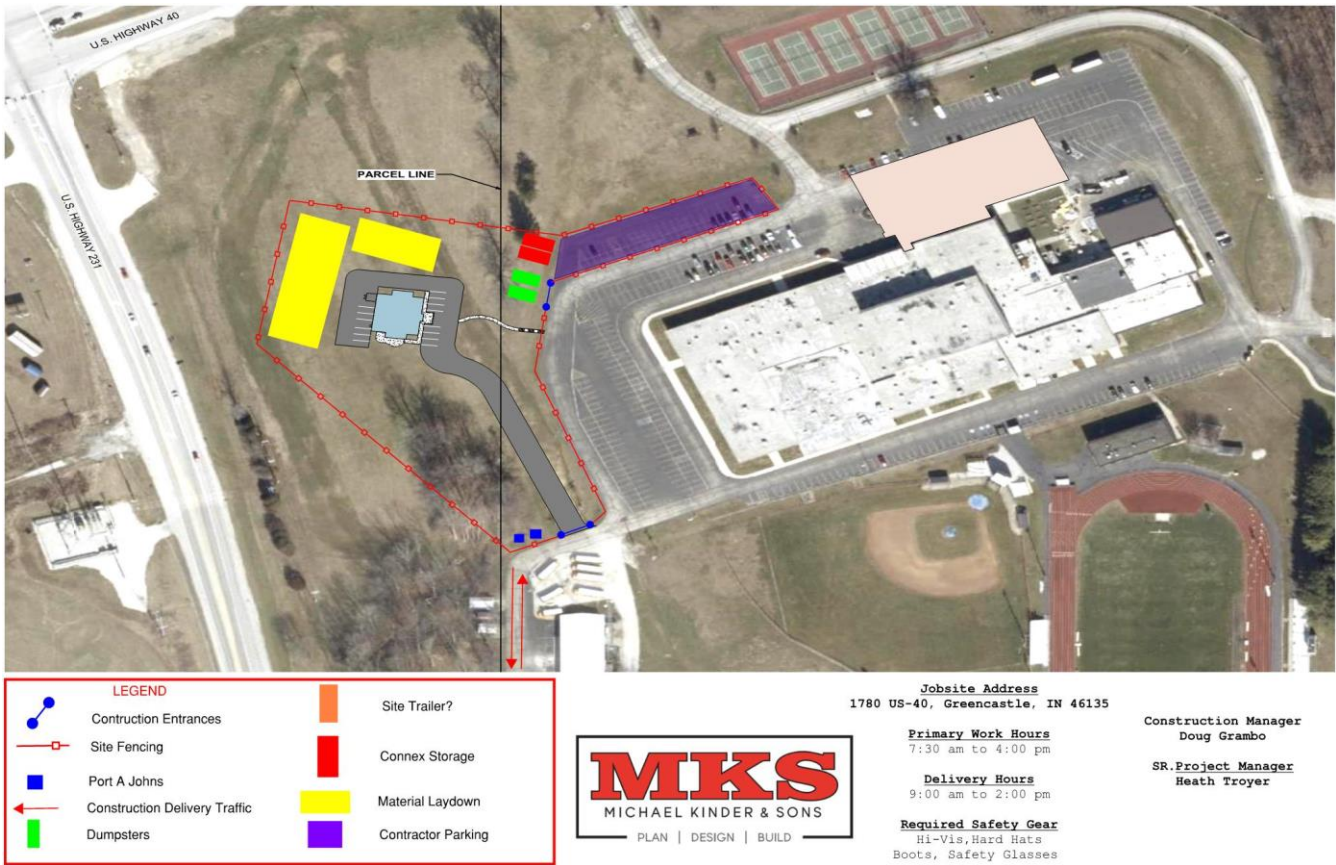 U.S. HIGHWAY 40
U.S. HIGHWAY 231
PARCEL LINE
LEGEND
Contruction Entrances
Site Fencing
Port A Johns
Construction Delivery Traffic
Dumpsters
Site Trailer?
Connex Storage
Material Laydown
Contractor Parking
MKS
MICHAEL KINDER & SONS
PLAN | DESIGN | BUILD
Jobsite Address
1780 US-40, Greencastle, IN 46135
Primary Work Hours
7:30 am to 4:00 pm
Delivery Hours
9:00 am to 2:00 pm
Required Safety Gear
Hi-Vis,Hard Hats
Boots, Safety Glasses
Construction Manager
Doug Grambo
SR.Project Manager
Heath Troyer